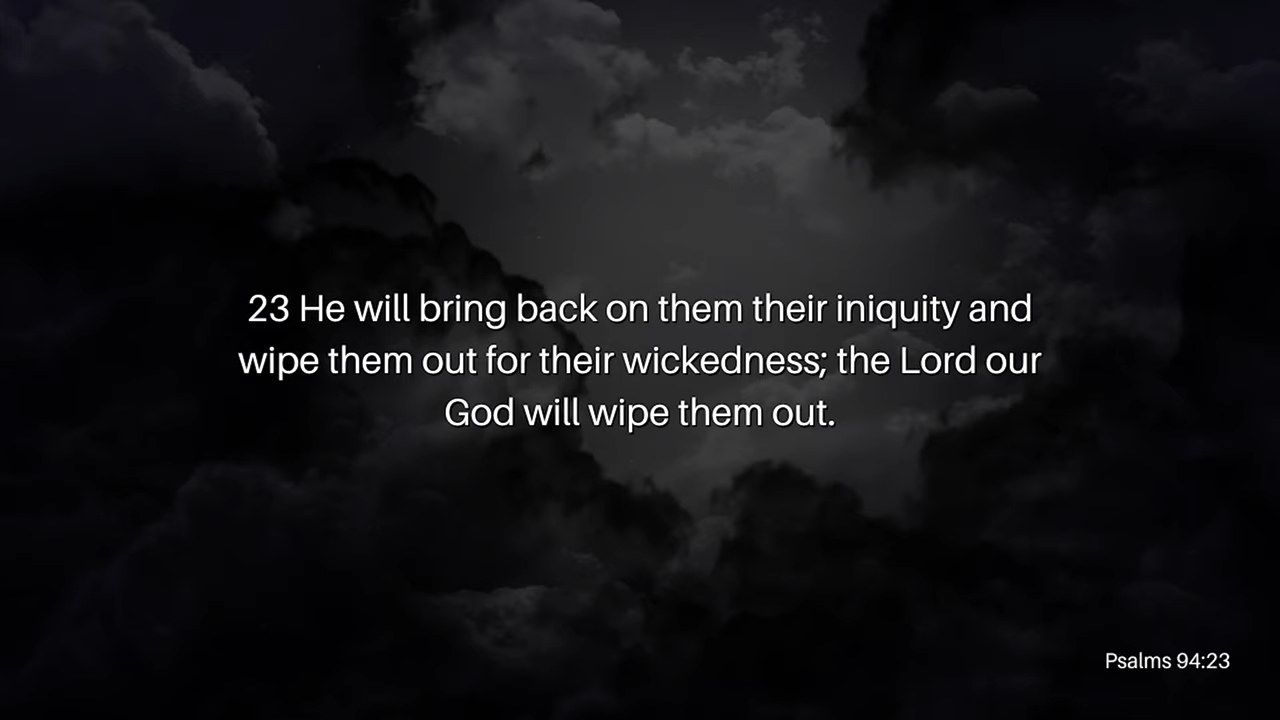 23 He will bring back on them their iniquity and
wipe them out for their wickedness; the Lord our
God will wipe them out.
Psalms 94:23